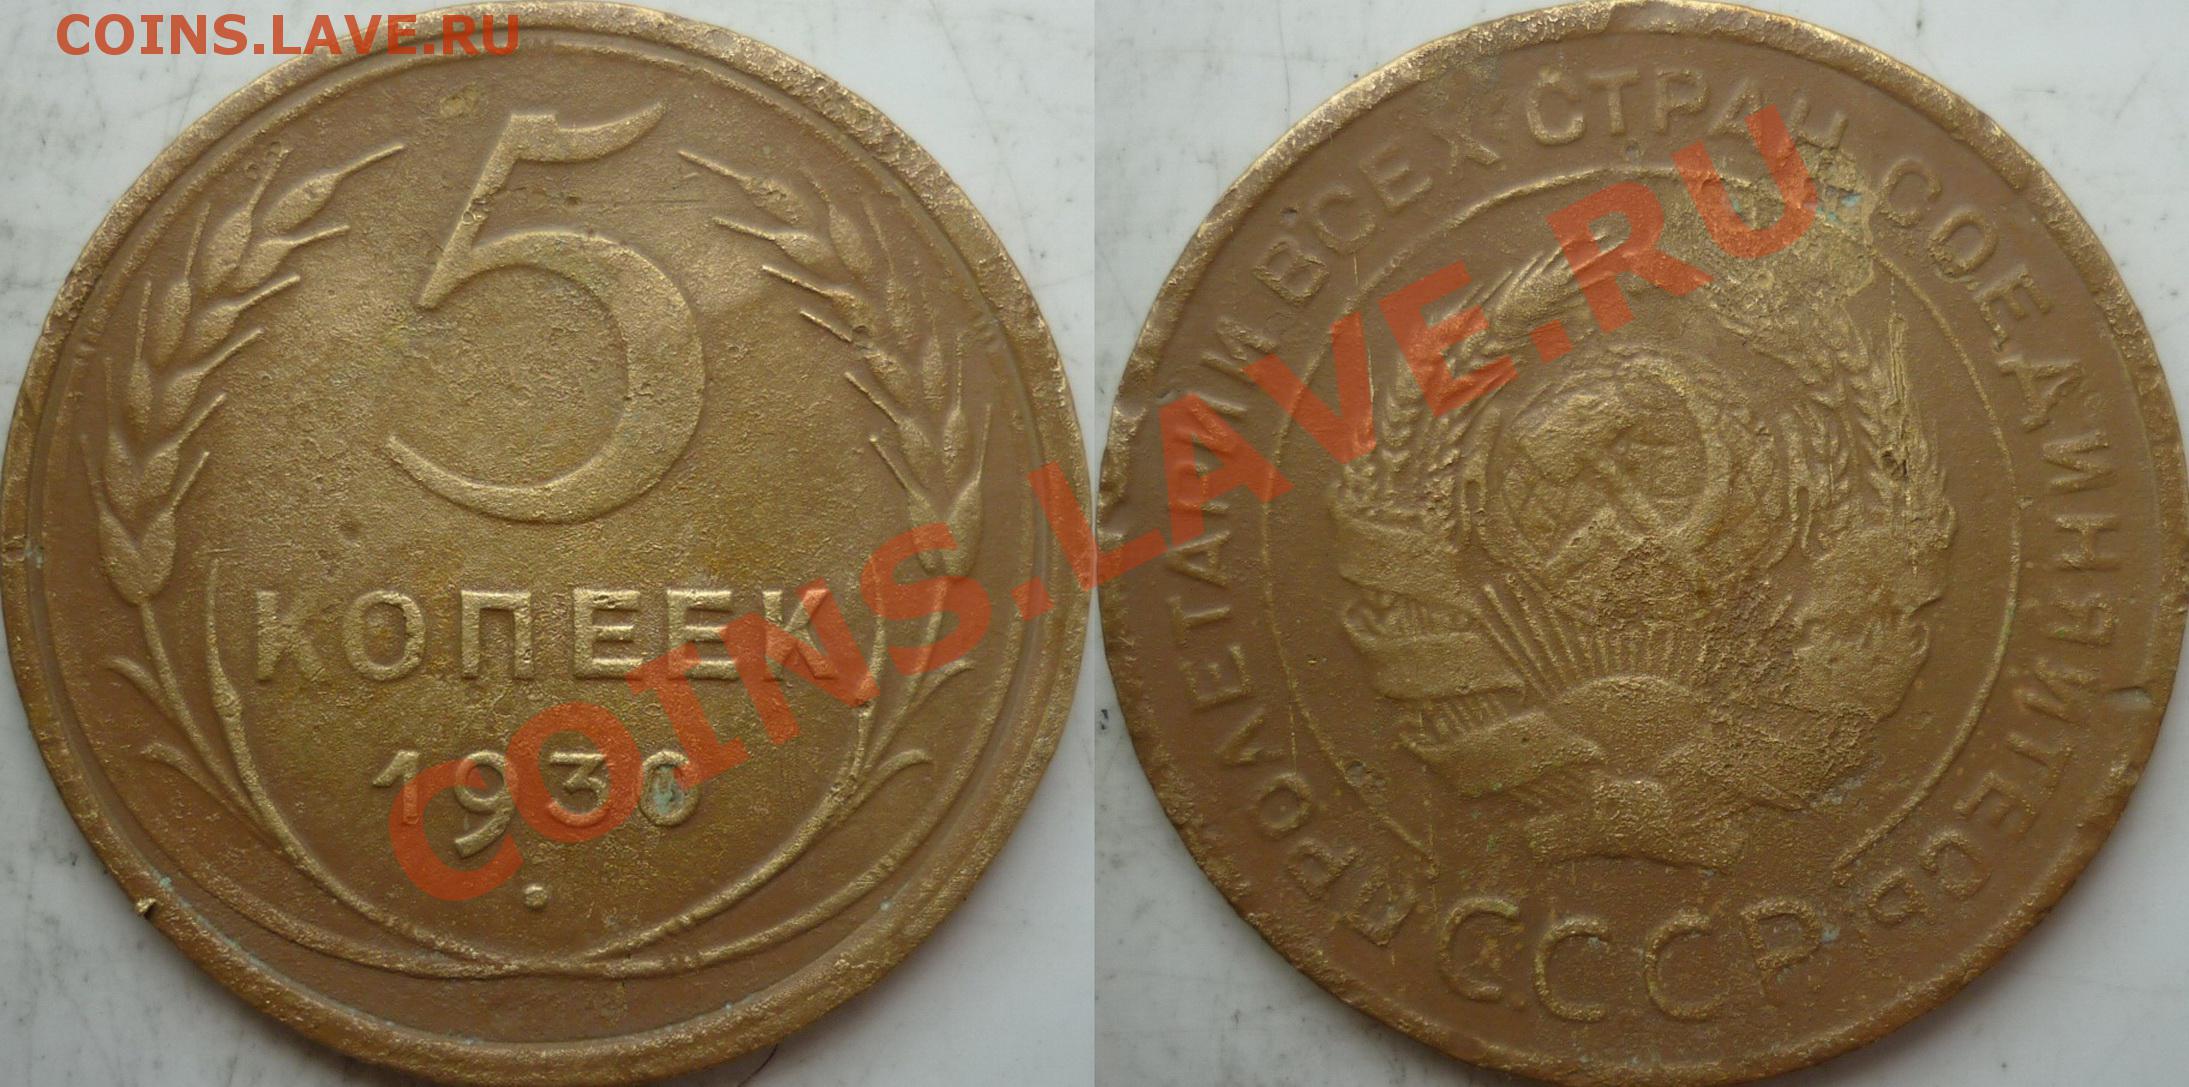 COINS.LAVE.RU
5
КОПЕЕК
1930
ПРОЛЕТАРИИ ВСЕХ СТРАН СОЕДИНЯЙТЕСЬ
СССР
COINS.LAVE.RU